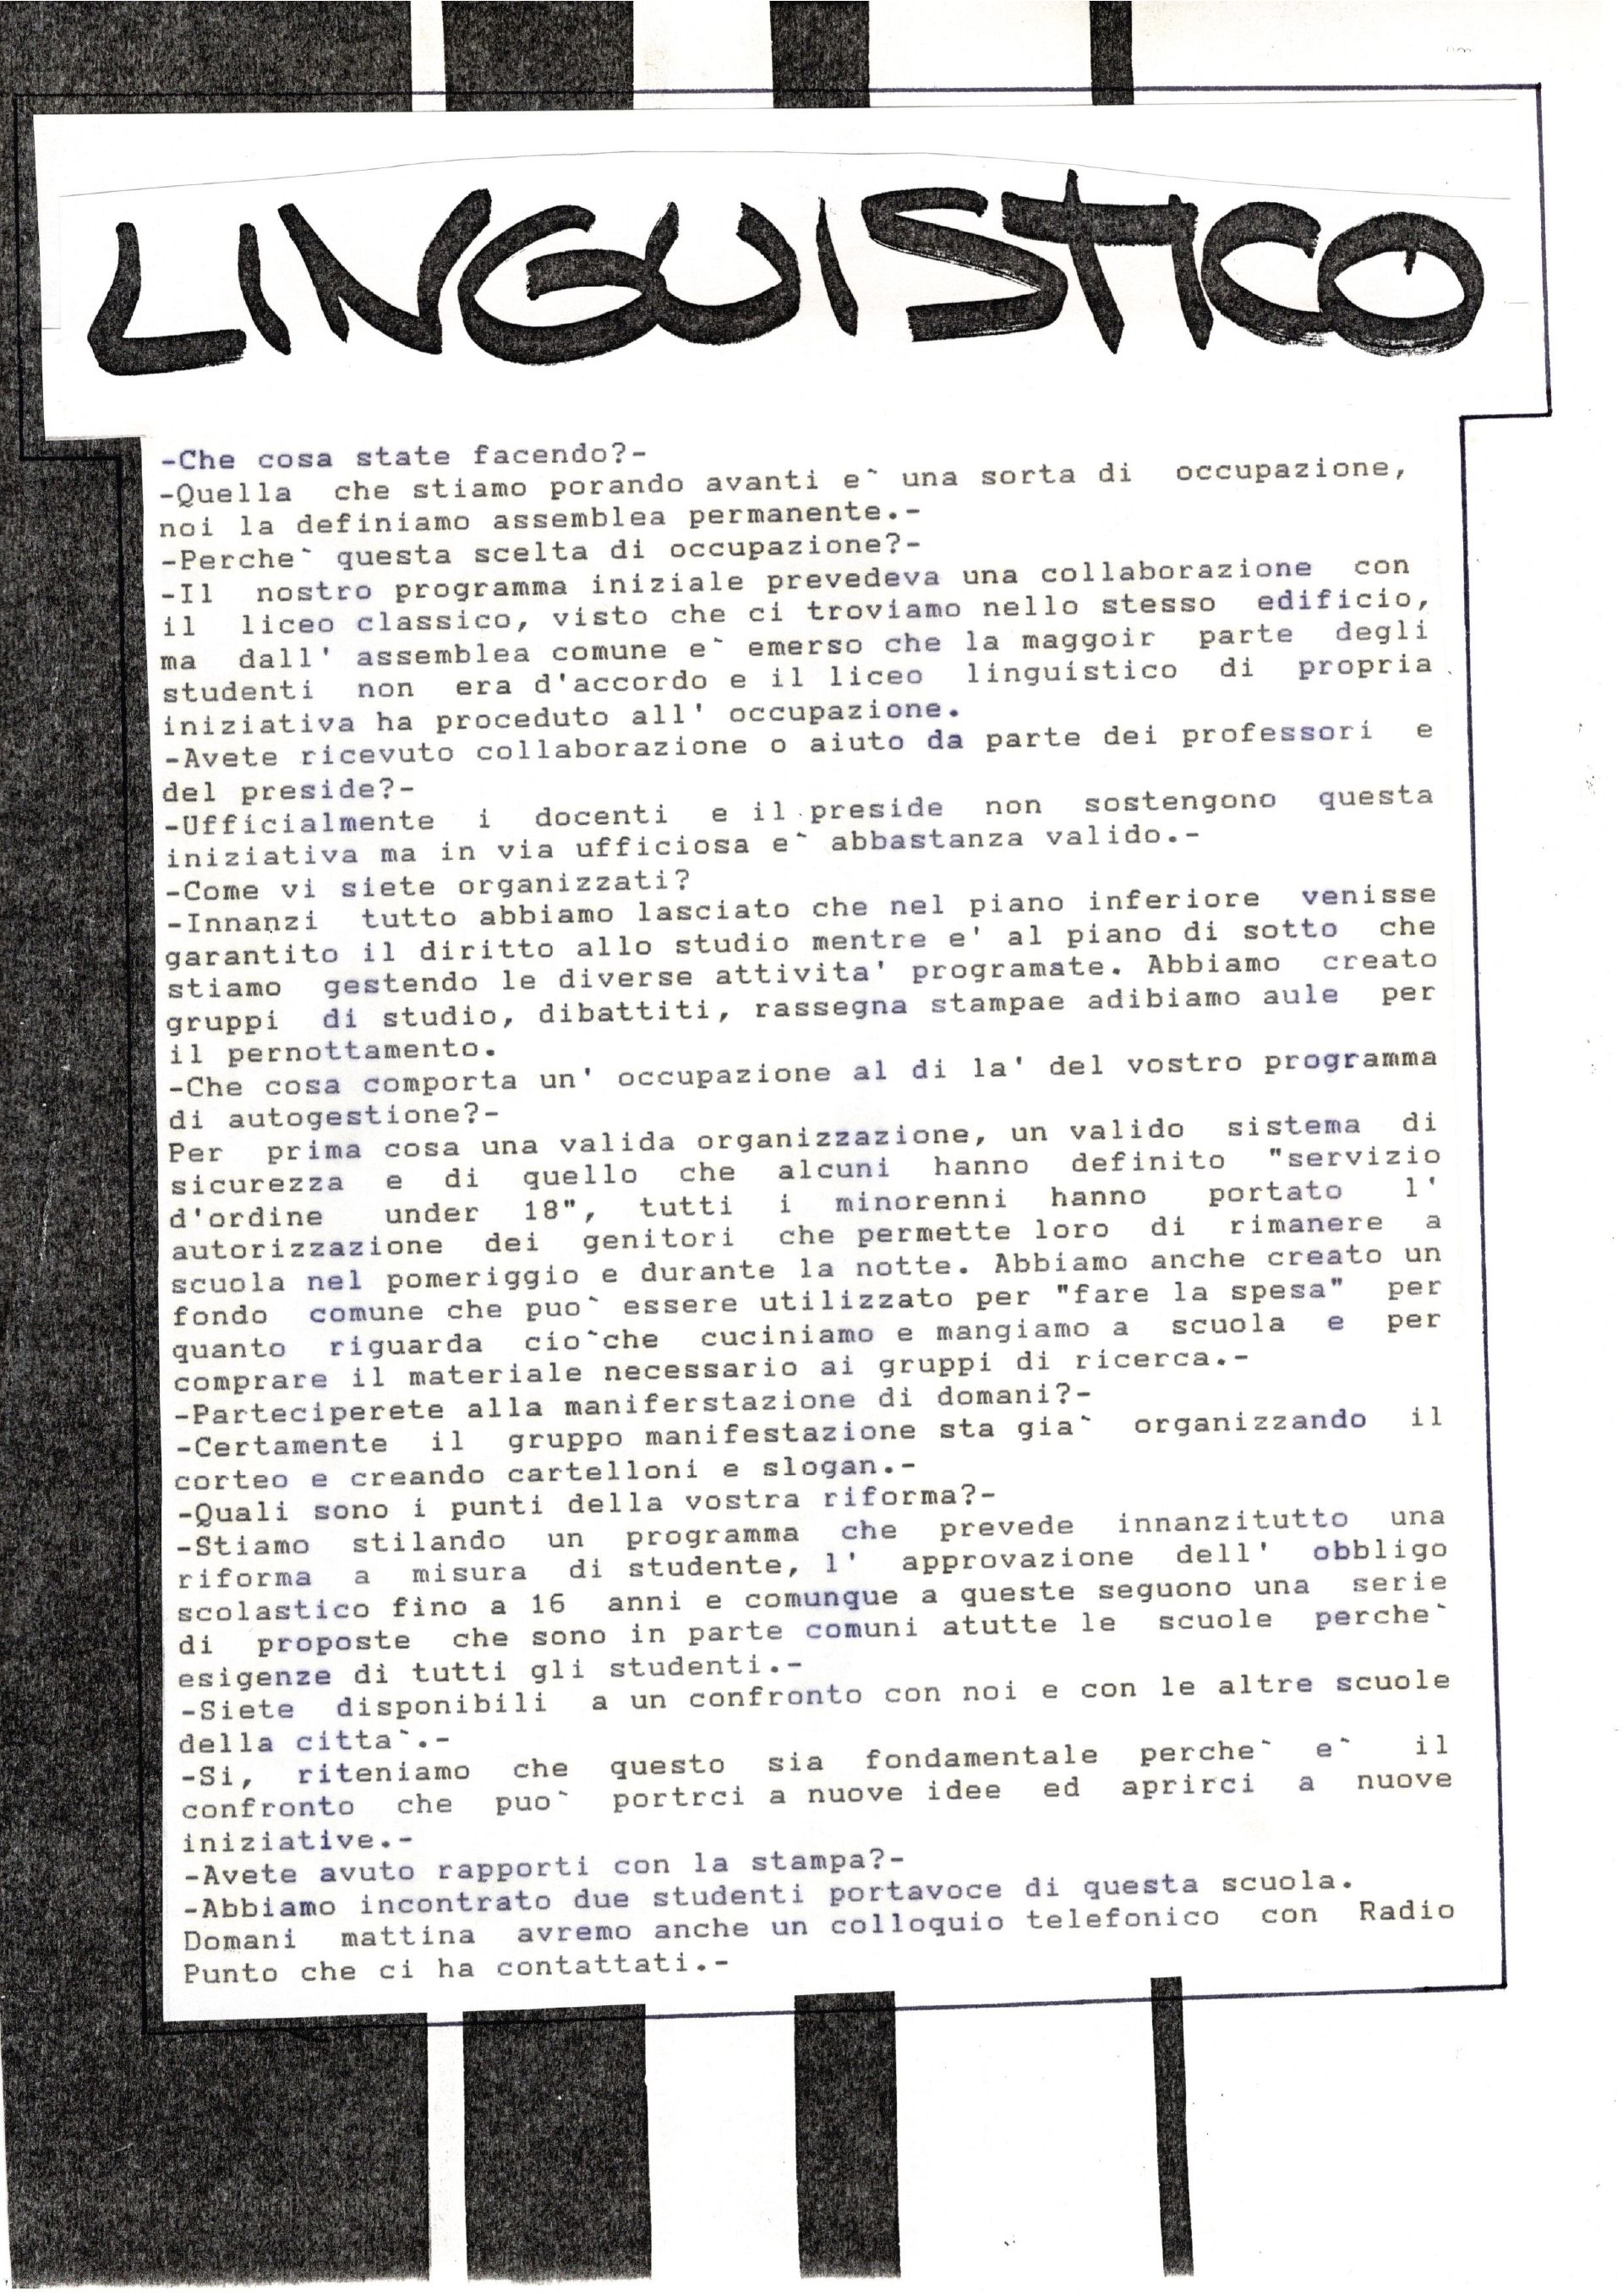 LINGUISTICO
-Che cosa state facendo?-
-Quella che stiamo porando avanti e` una sorta di occupazione,
noi la definiamo assemblea permanente.-
-Perche` questa scelta di occupazione?-
-Il nostro programma iniziale prevedeva una collaborazione con
il liceo classico, visto che ci troviamo nello stesso edificio,
ma dall' assemblea comune e` emerso che la maggoir parte degli
studenti non era d'accordo e il liceo linguistico di propria
iniziativa ha proceduto all' occupazione.
-Avete ricevuto collaborazione o aiuto da parte dei professori e
del preside?-
-Ufficialmente i docenti e il preside non sostengono questa
iniziativa ma in via ufficiosa e` abbastanza valido.-
-Come vi siete organizzati?
-Innanzi tutto abbiamo lasciato che nel piano inferiore venisse
garantito il diritto allo studio mentre e' al piano di sotto che
stiamo gestendo le diverse attivita' programate. Abbiamo creato
gruppi di studio, dibattiti, rassegna stampae adibiamo aule per
il pernottamento.
-Che cosa comporta un' occupazione al di la' del vostro programma
di autogestione?-
Per prima cosa una valida organizzazione, un valido sistema di
sicurezza e di quello che alcuni hanno definito "servizio
d'ordine under 18", tutti i minorenni hanno portato l'
autorizzazione dei genitori che permette loro di rimanere a
scuola nel pomeriggio e durante la notte. Abbiamo anche creato un
fondo comune che puo` essere utilizzato per "fare la spesa" per
quanto riguarda cio`che cuciniamo e mangiamo a scuola e per
comprare il materiale necessario ai gruppi di ricerca.-
-Parteciperete alla maniferstazione di domani?-
-Certamente il gruppo manifestazione sta gia` organizzando il
corteo e creando cartelloni e slogan.-
-Quali sono i punti della vostra riforma?-
-Stiamo stilando un programma che prevede innanzitutto una
riforma a misura di studente, l' approvazione dell' obbligo
scolastico fino a 16 anni e comunque a queste seguono una serie
di proposte che sono in parte comuni atutte le scuole perche`
esigenze di tutti gli studenti.-
-Siete disponibili a un confronto con noi e con le altre scuole
della citta`.-
-Si, riteniamo che questo sia fondamentale perche` e` il
confronto che puo` portrci a nuove idee ed aprirci a nuove
iniziative.-
-Avete avuto rapporti con la stampa?-
-Abbiamo incontrato due studenti portavoce di questa scuola.
Domani mattina avremo anche un colloquio telefonico con Radio
Punto che ci ha contattati.-